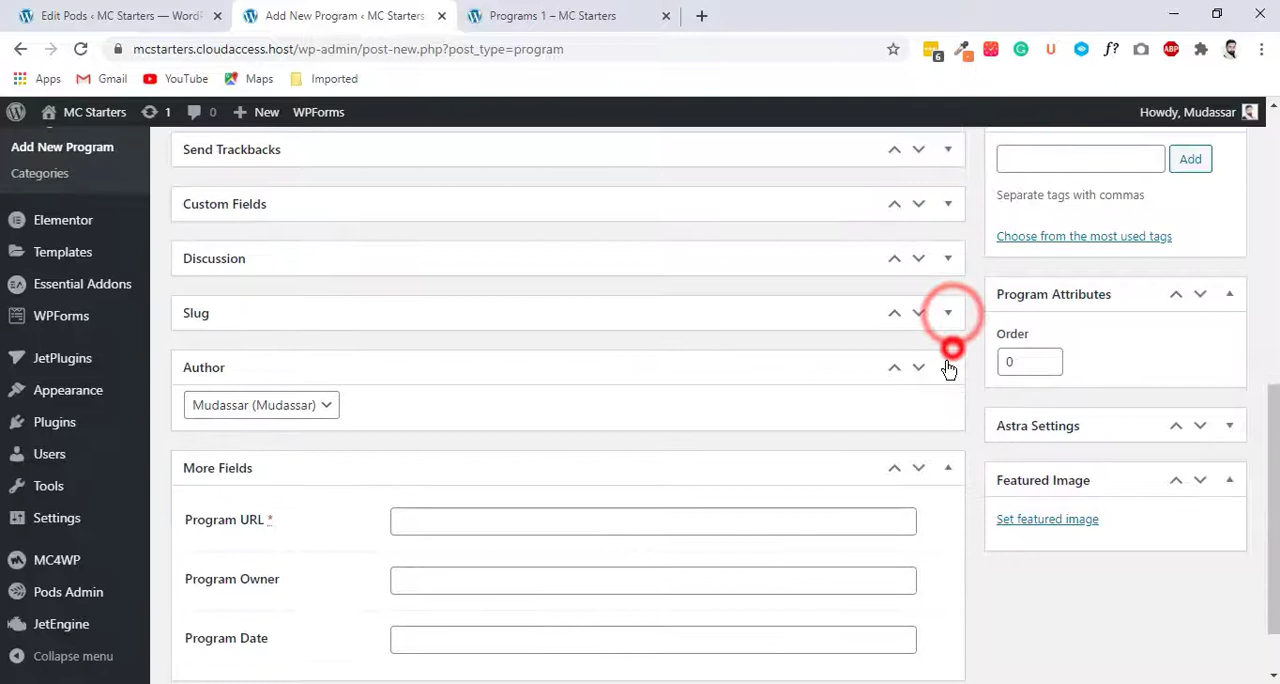 Edit Pods ‹ MC Starters — WordP
Add New Program ‹ MC Starters
Programs 1 – MC Starters
mcstarters.cloudaccess.host/wp-admin/post-new.php?post_type=program
6
f?
ABP
Apps
Gmail
YouTube
Maps
Imported
MC Starters
1
0
New
WPForms
Howdy, Mudassar
Add New Program
Categories
Elementor
Templates
Essential Addons
WPForms
JetPlugins
Appearance
Plugins
Users
Tools
Settings
MC4WP
Pods Admin
JetEngine
Collapse menu
Send Trackbacks
Custom Fields
Discussion
Slug
Author
Mudassar (Mudassar)
More Fields
Program URL *
Program Owner
Program Date
Add
Separate tags with commas
Choose from the most used tags
Program Attributes
Order
0
Astra Settings
Featured Image
Set featured image